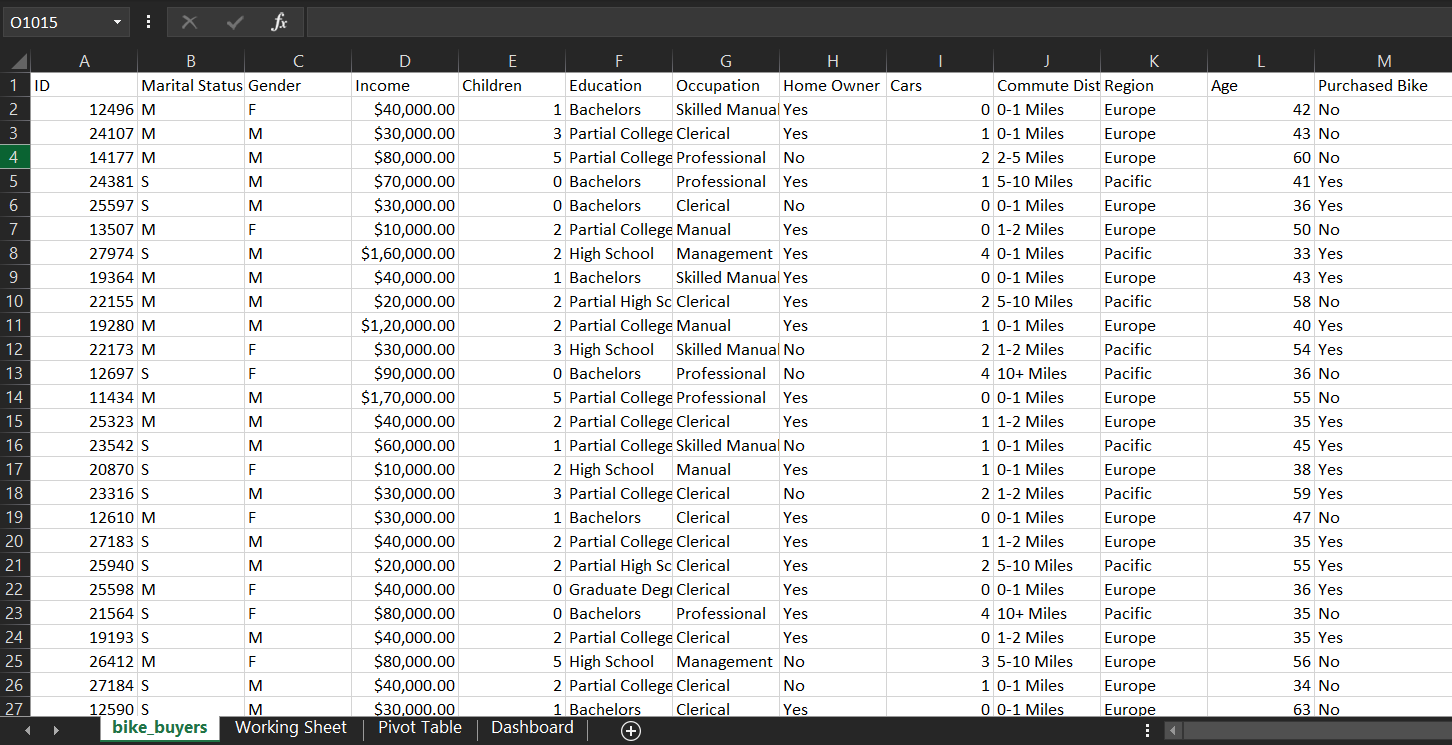 O1015 fx
A B C D E F G H I J K L M
1 ID Marital Status Gender Income Children Education Occupation Home Owner Cars Commute Dist Region Age Purchased Bike
2 12496 M F $40,000.00 1 Bachelors Skilled Manual Yes 0 0-1 Miles Europe 42 No
3 24107 M M $30,000.00 3 Partial College Clerical Yes 1 0-1 Miles Europe 43 No
4 14177 M M $80,000.00 5 Partial College Professional No 2 2-5 Miles Europe 60 No
5 24381 S M $70,000.00 0 Bachelors Professional Yes 1 5-10 Miles Pacific 41 Yes
6 25597 S M $30,000.00 0 Bachelors Clerical No 0 0-1 Miles Europe 36 Yes
7 13507 M F $10,000.00 2 Partial College Manual Yes 0 1-2 Miles Europe 50 No
8 27974 S M $1,60,000.00 2 High School Management Yes 4 0-1 Miles Pacific 33 Yes
9 19364 M M $40,000.00 1 Bachelors Skilled Manual Yes 0 0-1 Miles Europe 43 Yes
10 22155 M M $20,000.00 2 Partial High Sc Clerical Yes 2 5-10 Miles Pacific 58 No
11 19280 M M $1,20,000.00 2 Partial College Manual Yes 1 0-1 Miles Europe 40 Yes
12 22173 M F $30,000.00 3 High School Skilled Manual No 2 1-2 Miles Pacific 54 Yes
13 12697 S F $90,000.00 0 Bachelors Professional No 4 10+ Miles Pacific 36 No
14 11434 M M $1,70,000.00 5 Partial College Professional Yes 0 0-1 Miles Europe 55 No
15 25323 M M $40,000.00 2 Partial College Clerical Yes 1 1-2 Miles Europe 35 Yes
16 23542 S M $60,000.00 1 Partial College Skilled Manual No 1 0-1 Miles Pacific 45 Yes
17 20870 S F $10,000.00 2 High School Manual Yes 1 0-1 Miles Europe 38 Yes
18 23316 S M $30,000.00 3 Partial College Clerical No 2 1-2 Miles Pacific 59 Yes
19 12610 M F $30,000.00 1 Bachelors Clerical Yes 0 0-1 Miles Europe 47 No
20 27183 S M $40,000.00 2 Partial College Clerical Yes 1 1-2 Miles Europe 35 Yes
21 25940 S M $20,000.00 2 Partial High Sc Clerical Yes 2 5-10 Miles Pacific 55 Yes
22 25598 M F $40,000.00 0 Graduate Degr Clerical Yes 0 0-1 Miles Europe 36 Yes
23 21564 S F $80,000.00 0 Bachelors Professional Yes 4 10+ Miles Pacific 35 No
24 19193 S M $40,000.00 2 Partial College Clerical Yes 0 1-2 Miles Europe 35 Yes
25 26412 M F $80,000.00 5 High School Management No 3 5-10 Miles Europe 56 No
26 27184 S M $40,000.00 2 Partial College Clerical No 1 0-1 Miles Europe 34 No
27 12590 S M $30,000.00 1 Bachelors Clerical Yes 0 0-1 Miles Europe 63 No
bike_buyers Working Sheet Pivot Table Dashboard